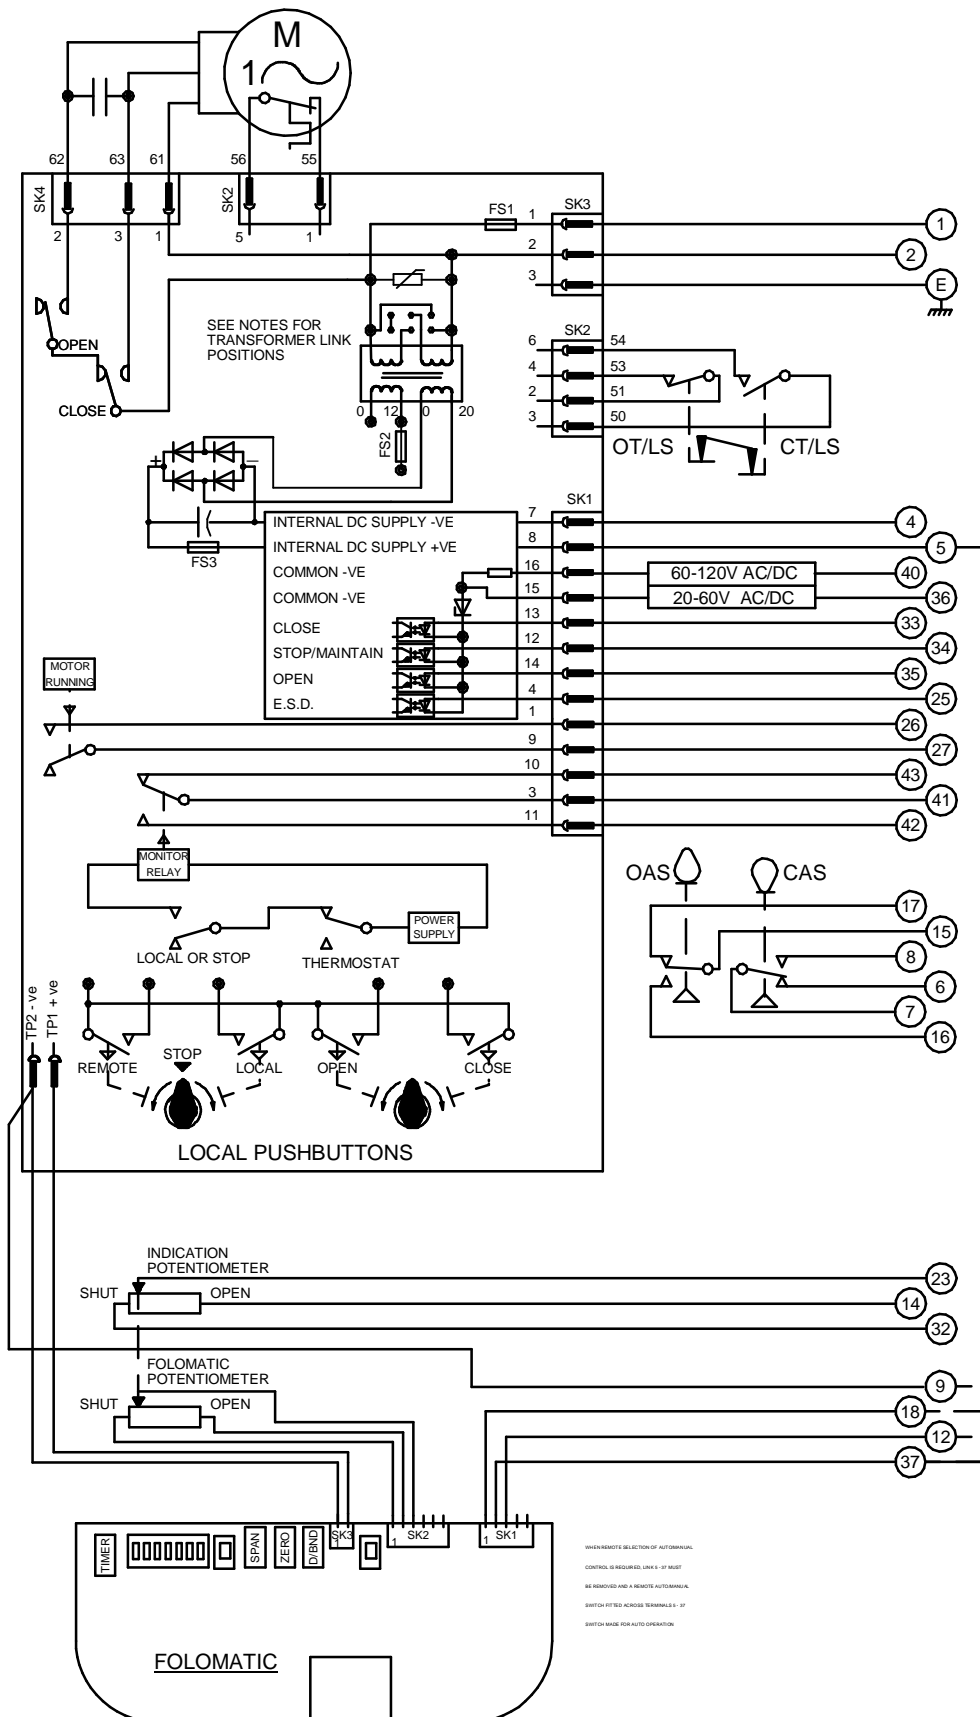 M
1
62
63
61
56
55
SK4
SK2
2
3
1
5
1
FS1
1
SK3
1
2
2
3
E
SEE NOTES FOR
TRANSFORMER LINK
POSITIONS
OPEN
CLOSE
0
12
0
20
FS2
SK2
6
54
4
53
2
51
3
50
OT/LS
CT/LS
+
–
FS3
SK1
INTERNAL DC SUPPLY -VE
7
4
INTERNAL DC SUPPLY +VE
8
5
COMMON -VE
16
60-120V AC/DC
40
COMMON -VE
15
20-60V AC/DC
36
CLOSE
13
33
STOP/MAINTAIN
12
34
OPEN
14
35
E.S.D.
4
25
MOTOR
RUNNING
1
26
9
27
10
43
3
41
11
42
MONITOR
RELAY
POWER
SUPPLY
LOCAL OR STOP
THERMOSTAT
OAS
CAS
17
15
8
6
7
16
TP2 - ve
TP1 + ve
REMOTE
STOP
LOCAL
OPEN
CLOSE
LOCAL PUSHBUTTONS
INDICATION
POTENTIOMETER
SHUT
OPEN
23
14
32
FOLOMATIC
POTENTIOMETER
SHUT
OPEN
9
18
12
37
TIMER
SPAN
ZERO
D/BND
SK3
1
SK2
1
SK1
1
WHEN REMOTE SELECTION OF AUTO/MANUAL
CONTROL IS REQUIRED, LINK 5 - 37 MUST
BE REMOVED AND A REMOTE AUTO/MANUAL
SWITCH FITTED ACROSS TERMINALS 5 - 37
SWITCH MADE FOR AUTO OPERATION
FOLOMATIC